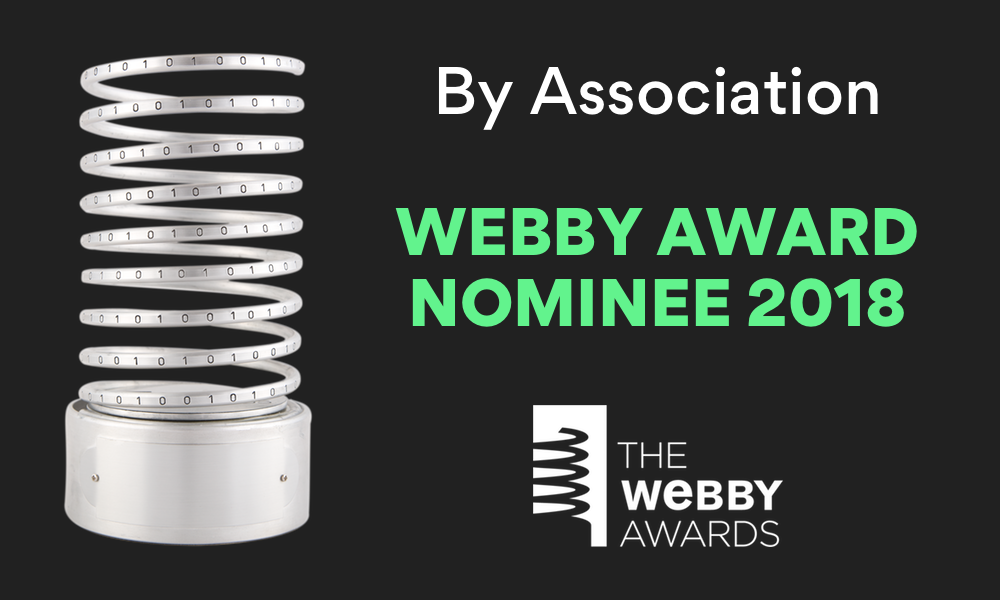 By Association
WEBBY AWARD
NOMINEE 2018
THE
WeBBY
AWARDS